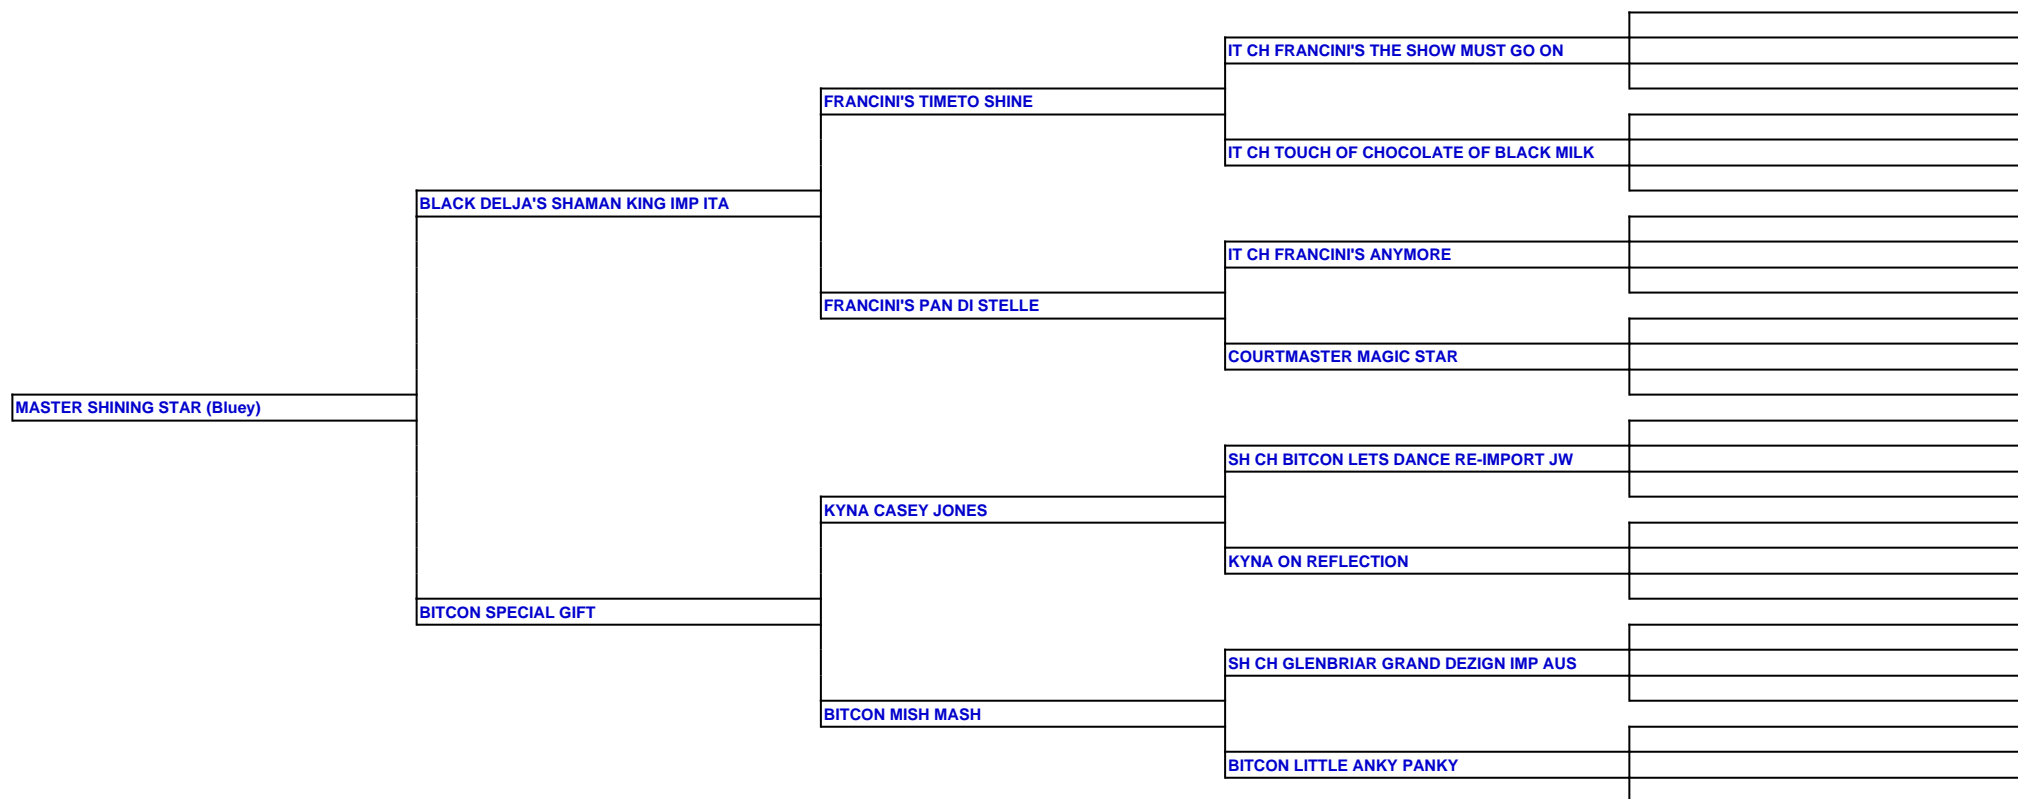 IT CH FRANCINI'S THE SHOW MUST GO ON
FRANCINI'S TIMETO SHINE
IT CH TOUCH OF CHOCOLATE OF BLACK MILK
BLACK DELJA'S SHAMAN KING IMP ITA
IT CH FRANCINI'S ANYMORE
FRANCINI'S PAN DI STELLE
COURTMASTER MAGIC STAR
MASTER SHINING STAR (Bluey)
SH CH BITCON LETS DANCE RE-IMPORT JW
KYNA CASEY JONES
KYNA ON REFLECTION
BITCON SPECIAL GIFT
SH CH GLENBRIAR GRAND DEZIGN IMP AUS
BITCON MISH MASH
BITCON LITTLE ANKY PANKY